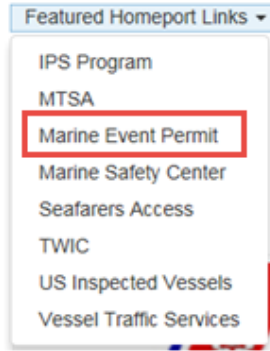 Featured Homeport Links
IPS Program
MTSA
Marine Event Permit
Marine Safety Center
Seafarers Access
TWIC
US Inspected Vessels
Vessel Traffic Services